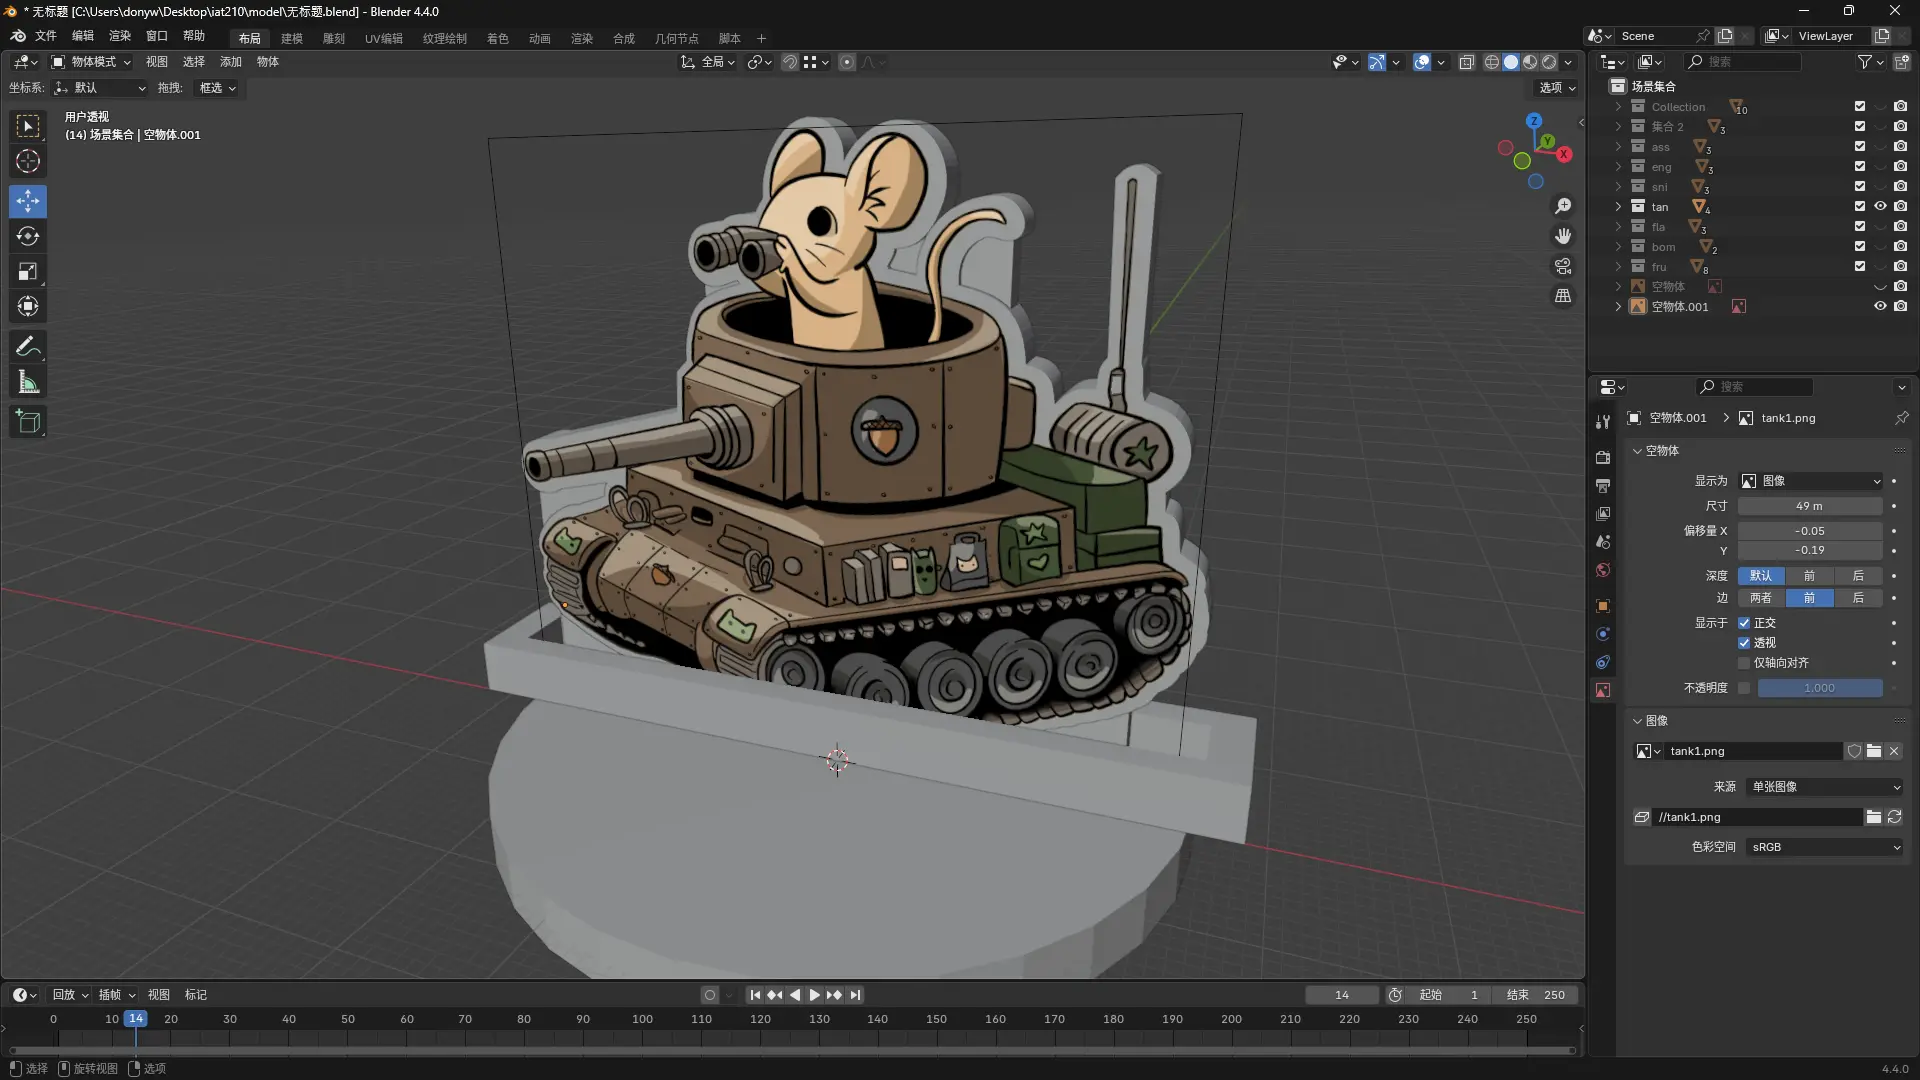 * 无标题 [C:\Users\donyw\Desktop\iat210\model\无标题.blend] - Blender 4.4.0
文件 编辑 渲染 窗口 帮助 布局 建模 雕刻 UV编辑 纹理绘制 着色 动画 渲染 合成 几何节点 脚本 + Scene ViewLayer
物体模式 视图 选择 添加 物体 全局 搜索
坐标系: 默认 拖拽: 框选 选项
用户透视
(14) 场景集合 | 空物体.001
Z
Y
X
场景集合
Collection 10
集合 2 3
ass 3
eng 3
sni 3
tan 4
fla 3
bom 2
fru 8
空物体
空物体.001
搜索
空物体.001 > tank1.png
空物体
显示为 图像
尺寸 49 m
偏移量 X -0.05
Y -0.19
深度 默认 前 后
边 两者 前 后
显示于 正交
透视
仅轴向对齐
不透明度 1.000
图像
tank1.png
来源 单张图像
//tank1.png
色彩空间 sRGB
回放 插帧 视图 标记 14 起始 1 结束 250
0 10 14 20 30 40 50 60 70 80 90 100 110 120 130 140 150 160 170 180 190 200 210 220 230 240 250
选择 旋转视图 选项 4.4.0